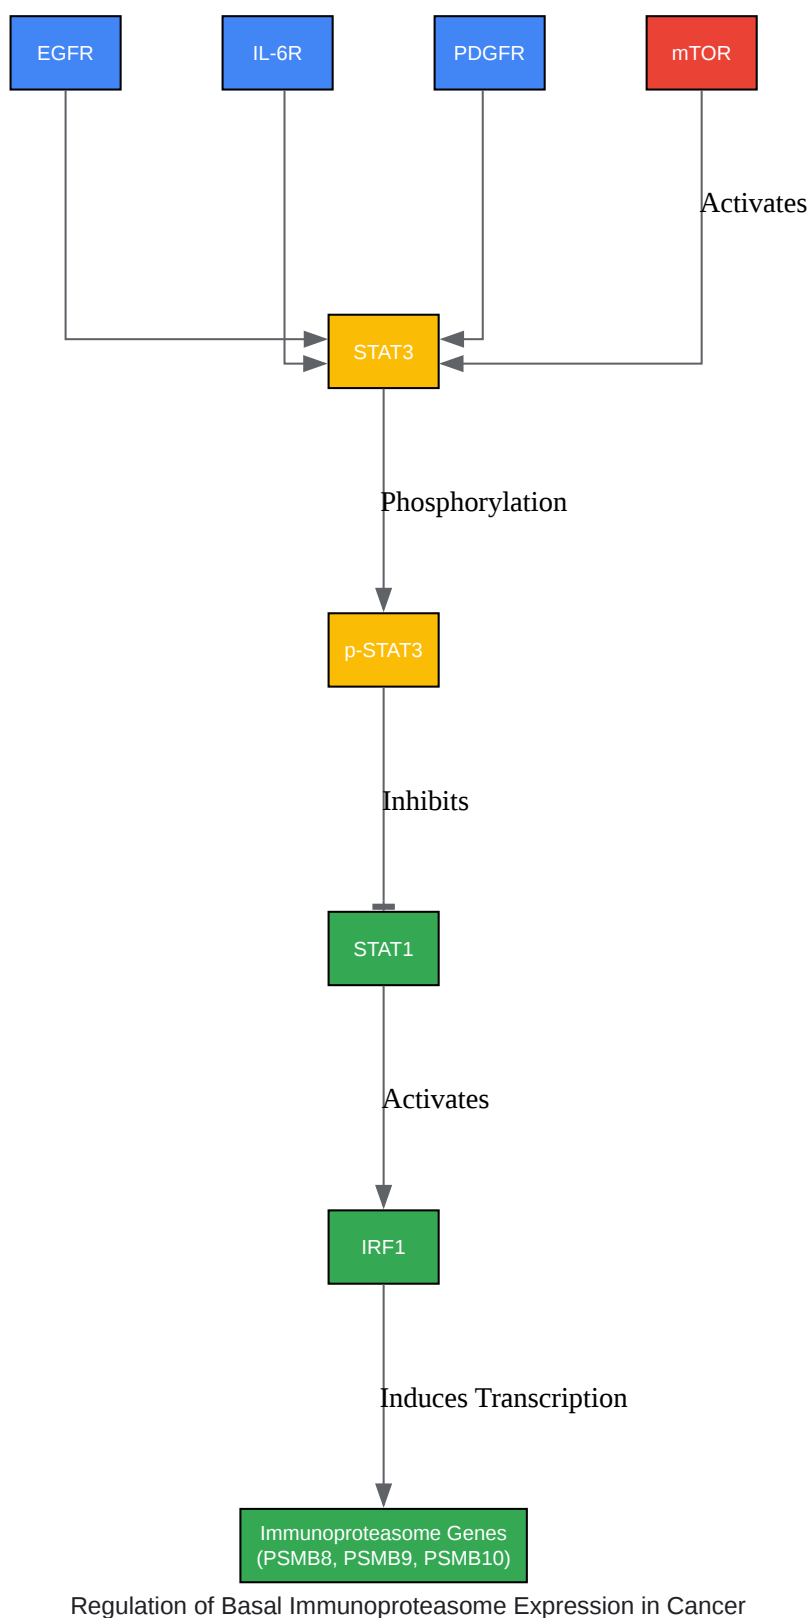 EGFR
IL-6R
PDGFR
mTOR
Activates
STAT3
Phosphorylation
p-STAT3
Inhibits
STAT1
Activates
IRF1
Induces Transcription
Immunoproteasome Genes
(PSMB8, PSMB9, PSMB10)
Regulation of Basal Immunoproteasome Expression in Cancer